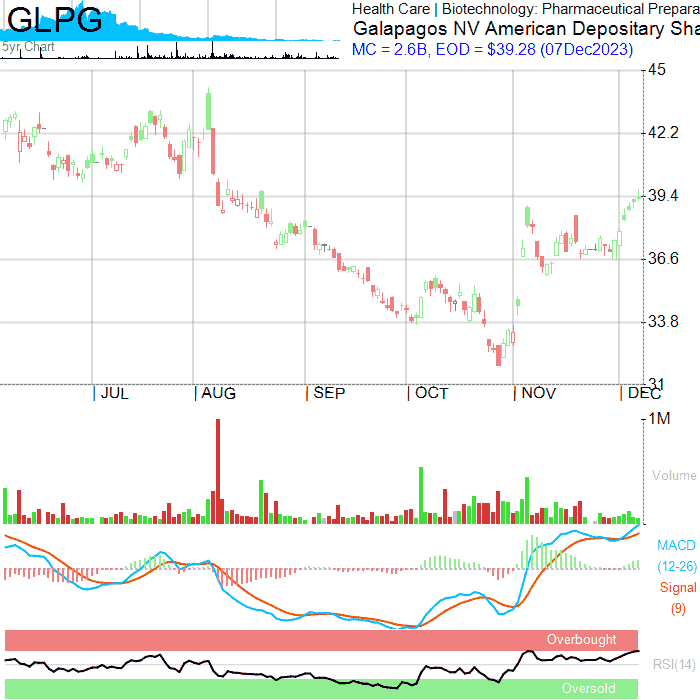 GLPG
Health Care | Biotechnology: Pharmaceutical Prepara
Galapagos NV American Depositary Sha
MC = 2.6B, EOD = $39.28 (07Dec2023)
5yr. Chart
45
42.2
39.4
36.6
33.8
31
JUL AUG SEP OCT NOV DEC
1M
Volume
MACD
(12-26)
Signal
(9)
Overbought
RSI(14)
Oversold